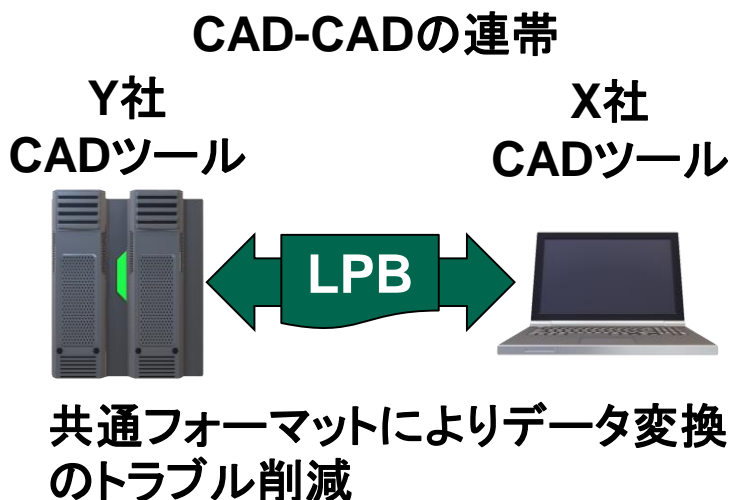 CAD-CADの連帯
Y社
CADツール
X社
CADツール
LPB
共通フォーマットによりデータ変換
のトラブル削減